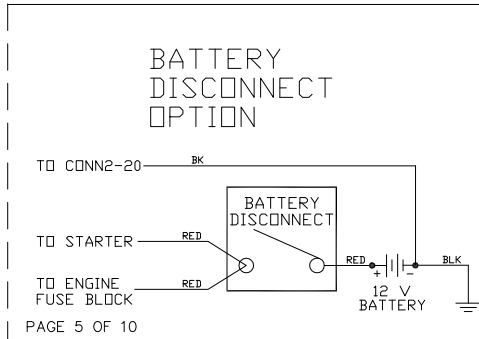 BATTERY
DISCONNECT
OPTION
TO CONN2-20
BK
BATTERY
DISCONNECT
TO STARTER
RED
RED
BLK
+
-
TO ENGINE
FUSE BLOCK
RED
12 V
BATTERY
PAGE 5 OF 10